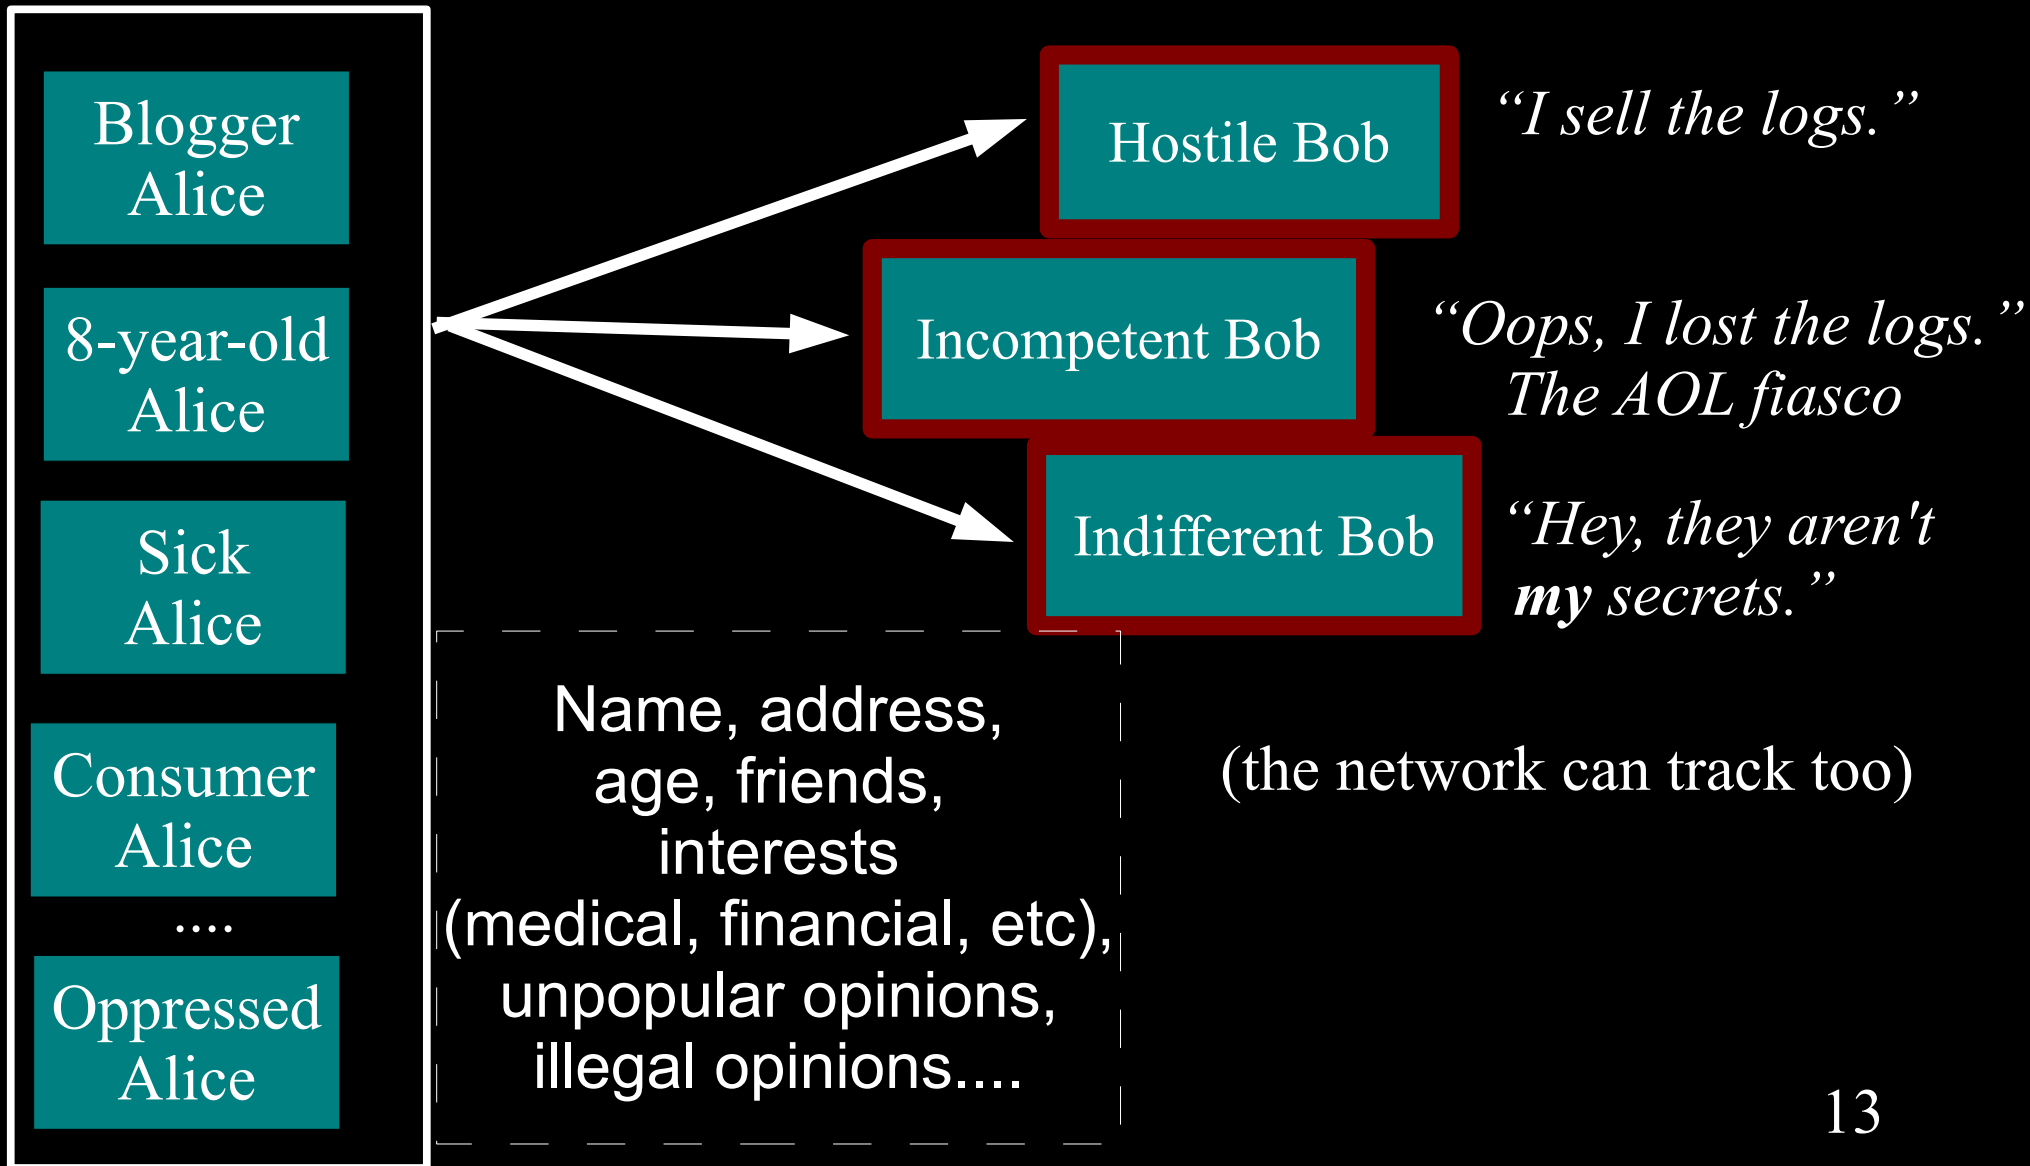 Blogger
Alice
8-year-old
Alice
Sick
Alice
Consumer
Alice
....
Oppressed
Alice
Hostile Bob
“I sell the logs.”
Incompetent Bob
“Oops, I lost the logs.”
The AOL fiasco
Indifferent Bob
“Hey, they aren't
my secrets.”
Name, address,
age, friends,
interests
(medical, financial, etc),
unpopular opinions,
illegal opinions....
(the network can track too)
13